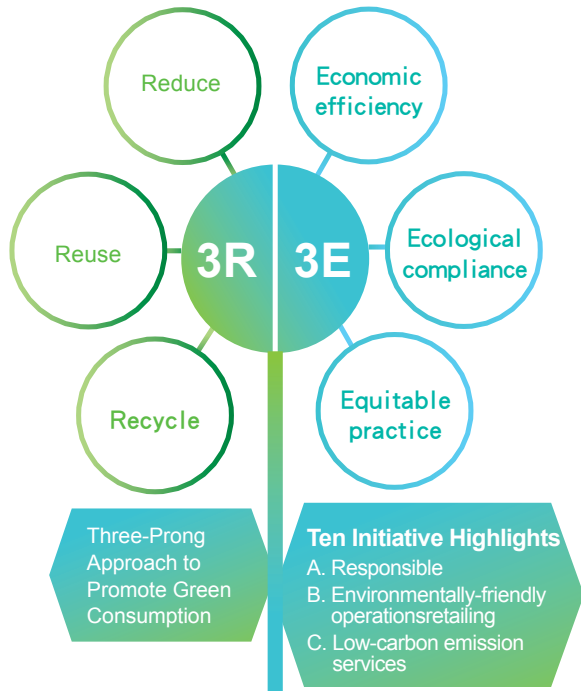 Reduce
Reuse
Recycle
3R
3E
Economic
efficiency
Ecological
compliance
Equitable
practice
Three-Prong
Approach to
Promote Green
Consumption
Ten Initiative Highlights
A. Responsible
B. Environmentally-friendly
operationsretailing
C. Low-carbon emission
services